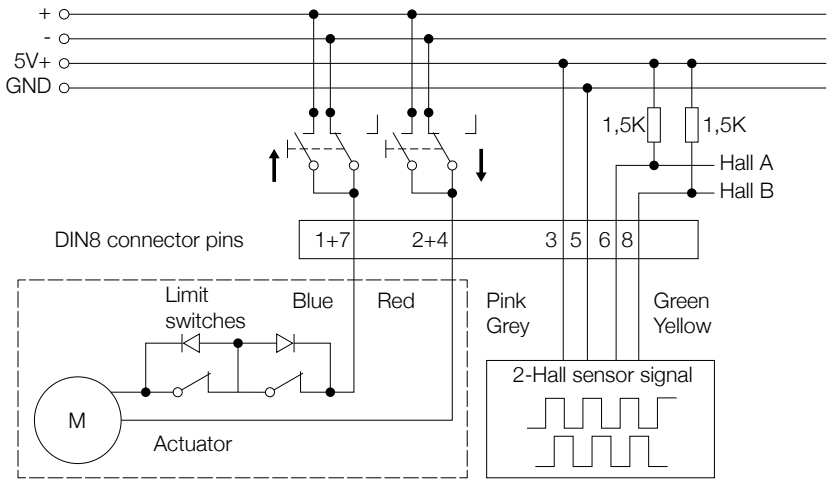 +
-
5V+
GND
1,5K 1,5K
Hall A
Hall B
DIN8 connector pins 1+7 2+4 3 5 6 8
Limit switches
Blue Red
Pink Grey
Green Yellow
2-Hall sensor signal
M
Actuator